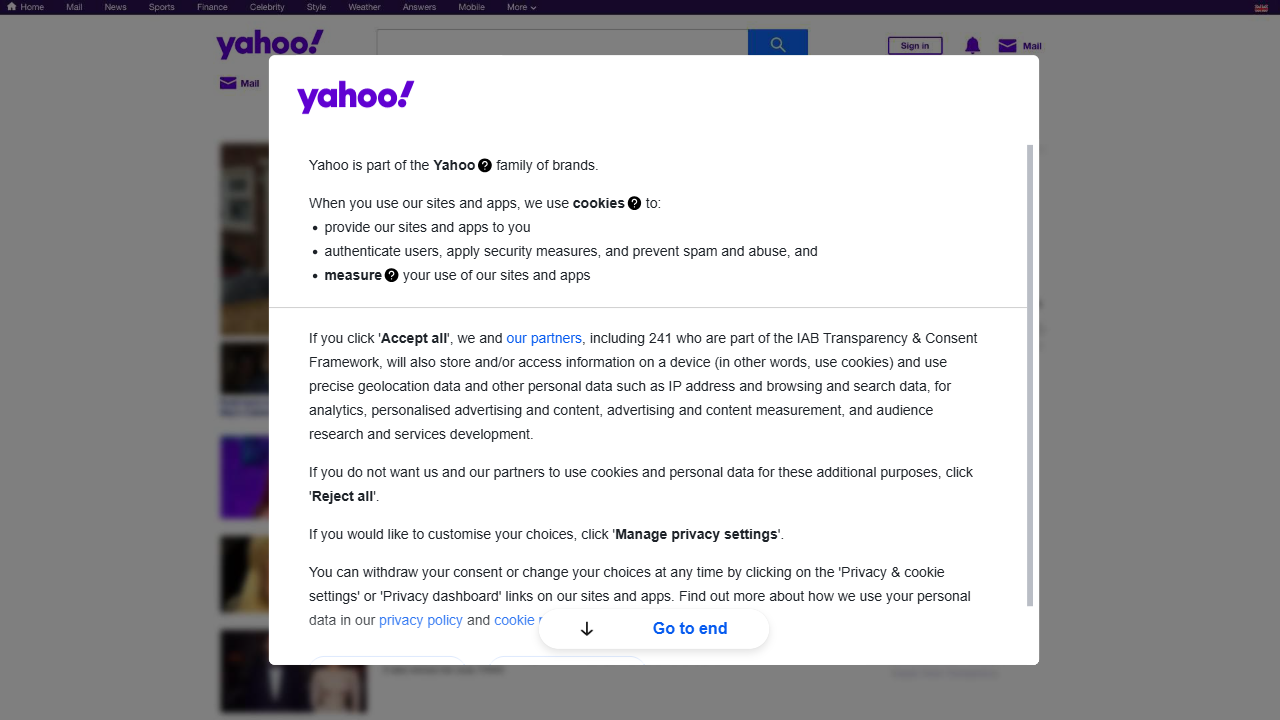 Home Mail News Sports Finance Celebrity Style Weather Answers Mobile More
yahoo!
Sign in
Mail
Mail
yahoo!
Yahoo is part of the Yahoo? family of brands.
When you use our sites and apps, we use cookies? to:
• provide our sites and apps to you
• authenticate users, apply security measures, and prevent spam and abuse, and
• measure? your use of our sites and apps
If you click 'Accept all', we and our partners, including 241 who are part of the IAB Transparency & Consent
Framework, will also store and/or access information on a device (in other words, use cookies) and use
precise geolocation data and other personal data such as IP address and browsing and search data, for
analytics, personalised advertising and content, advertising and content measurement, and audience
research and services development.
If you do not want us and our partners to use cookies and personal data for these additional purposes, click
'Reject all'.
If you would like to customise your choices, click 'Manage privacy settings'.
You can withdraw your consent or change your choices at any time by clicking on the 'Privacy & cookie
settings' or 'Privacy dashboard' links on our sites and apps. Find out more about how we use your personal
data in our privacy policy and cookie
Go to end